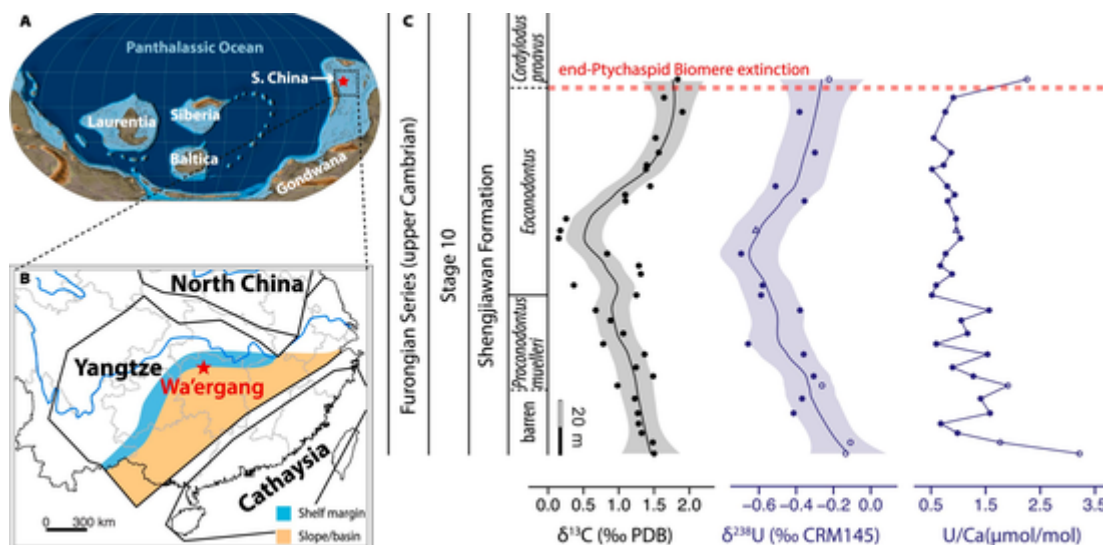 A
Panthalassic Ocean
S. China
Laurentia
Siberia
Baltica
Gondwana
B
North China
Yangtze
Wa'ergang
Cathaysia
0 300 km
Shelf margin
Slope/basin
C
Furongian Series (upper Cambrian)
Stage 10
Shengjiawan Formation
Cordylodus
proavus
Eoconodontus
Proconodontus
muelleri
barren
end-Ptychaspid Biomere extinction
20 m
0.0 0.5 1.0 1.5 2.0
δ¹³C (‰ PDB)
-0.6 -0.4 -0.2 0.0
δ²³⁸U (‰ CRM145)
0.5 1.5 2.5 3.5
U/Ca(μmol/mol)